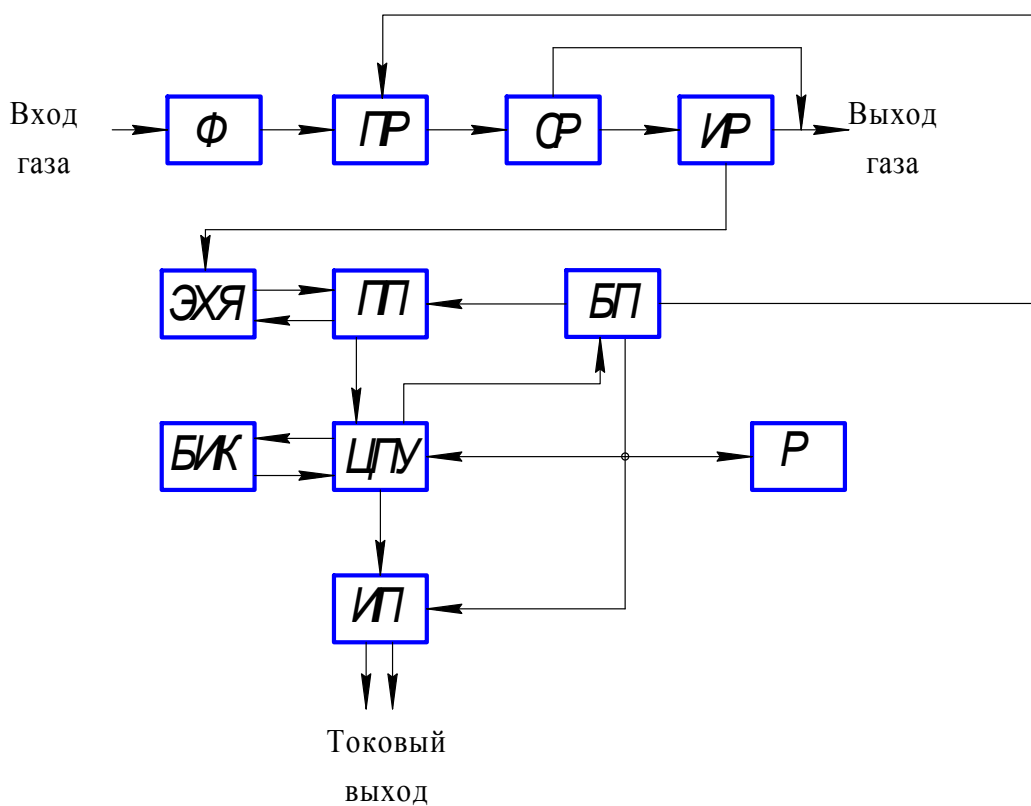 Вход
газа
Ф
ПР
СР
ИР
Выход
газа
ЭХЯ
ПП
БП
БИК
ЦПУ
Р
ИП
Токовый
выход